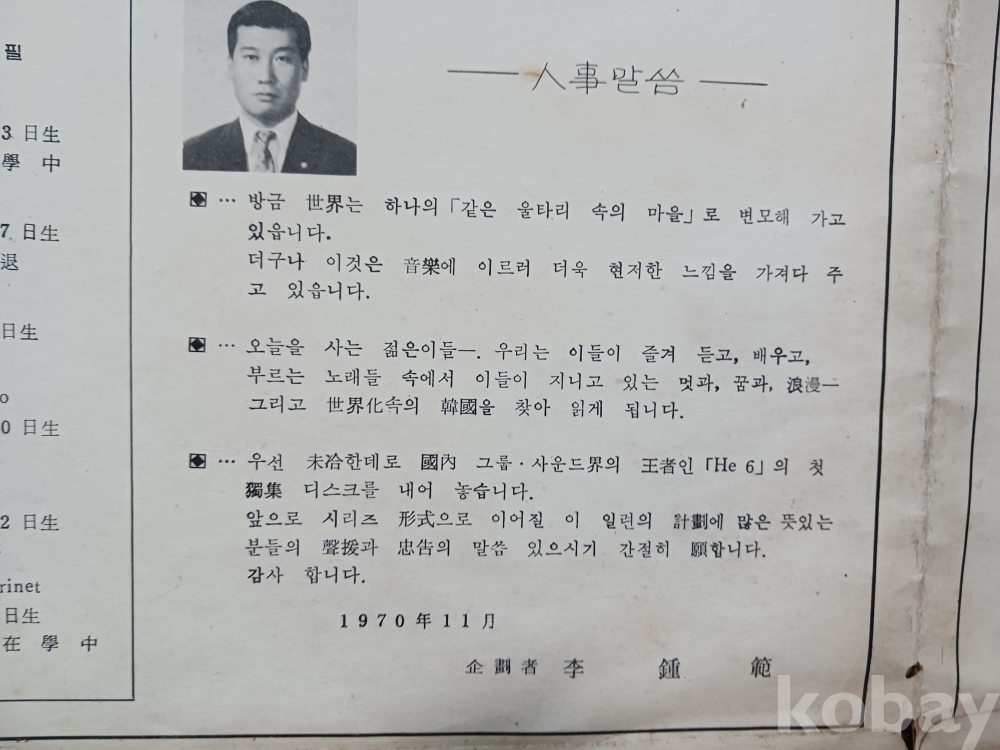 필
3 日生
學 中
7. 日生
退
日生
o
0 日生
2 日生
rinet
日生
在 學 中
人事말씀
… 방금 世界는 하나의 「같은 울타리 속의 마을」로 변모해 가고
있읍니다.
더구나 이것은 音樂에 이르러 더욱 현저한 느낌을 가져다 주
고 있읍니다.
… 오늘을 사는 젊은이들—. 우리는 이들이 즐겨 듣고, 배우고,
부르는 노래들 속에서 이들이 지니고 있는 멋과, 꿈과, 浪漫—
그리고 世界化속의 韓國을 찾아 읽게 됩니다.
… 우선 未洽한데로 國內 그룹·사운드界의 王者인 「He 6」의 첫
獨集 디스크를 내어 놓습니다.
앞으로 시리즈 形式으로 이어질 이 일련의 計劃에 많은 뜻있는
분들의 聲援과 忠告의 말씀 있으시기 간절히 願합니다.
감사 합니다.
1970年 11月
企劃者 李 鍾 範
kobay